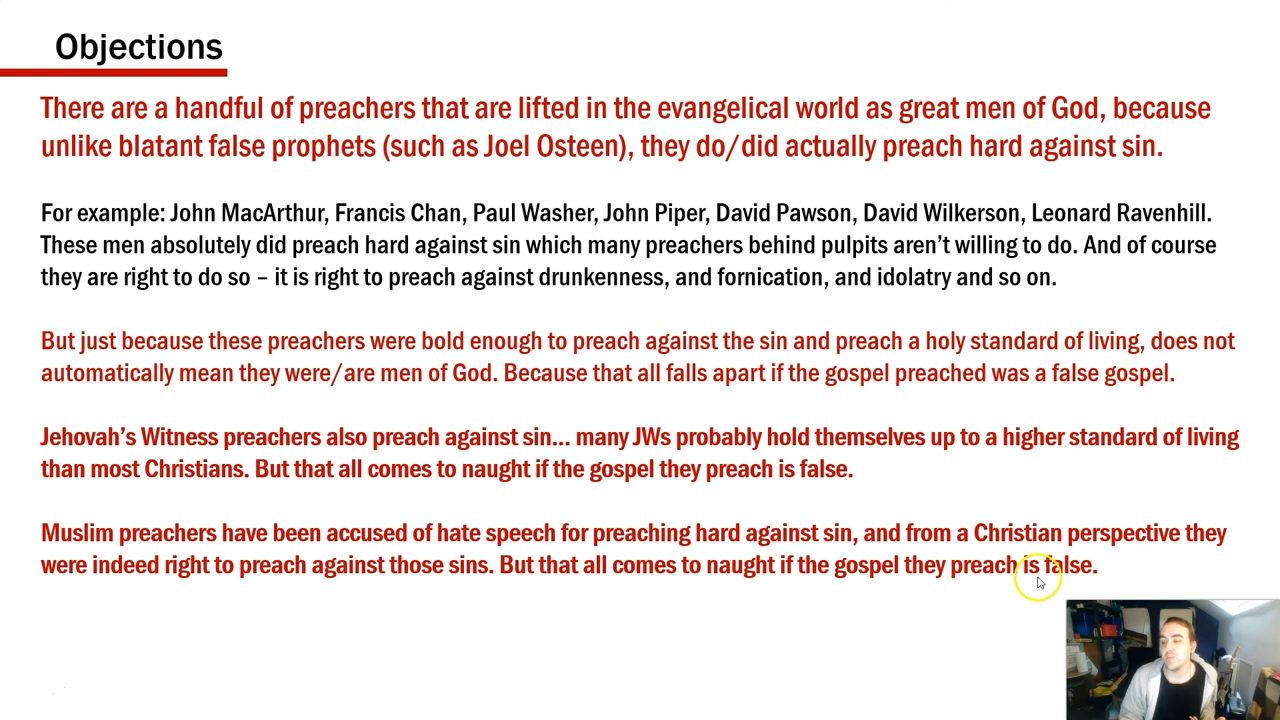 Objections
There are a handful of preachers that are lifted in the evangelical world as great men of God, because
unlike blatant false prophets (such as Joel Osteen), they do/did actually preach hard against sin.
For example: John MacArthur, Francis Chan, Paul Washer, John Piper, David Pawson, David Wilkerson, Leonard Ravenhill.
These men absolutely did preach hard against sin which many preachers behind pulpits aren’t willing to do. And of course
they are right to do so – it is right to preach against drunkenness, and fornication, and idolatry and so on.
But just because these preachers were bold enough to preach against the sin and preach a holy standard of living, does not
automatically mean they were/are men of God. Because that all falls apart if the gospel preached was a false gospel.
Jehovah’s Witness preachers also preach against sin… many JWs probably hold themselves up to a higher standard of living
than most Christians. But that all comes to naught if the gospel they preach is false.
Muslim preachers have been accused of hate speech for preaching hard against sin, and from a Christian perspective they
were indeed right to preach against those sins. But that all comes to naught if the gospel they preach is false.